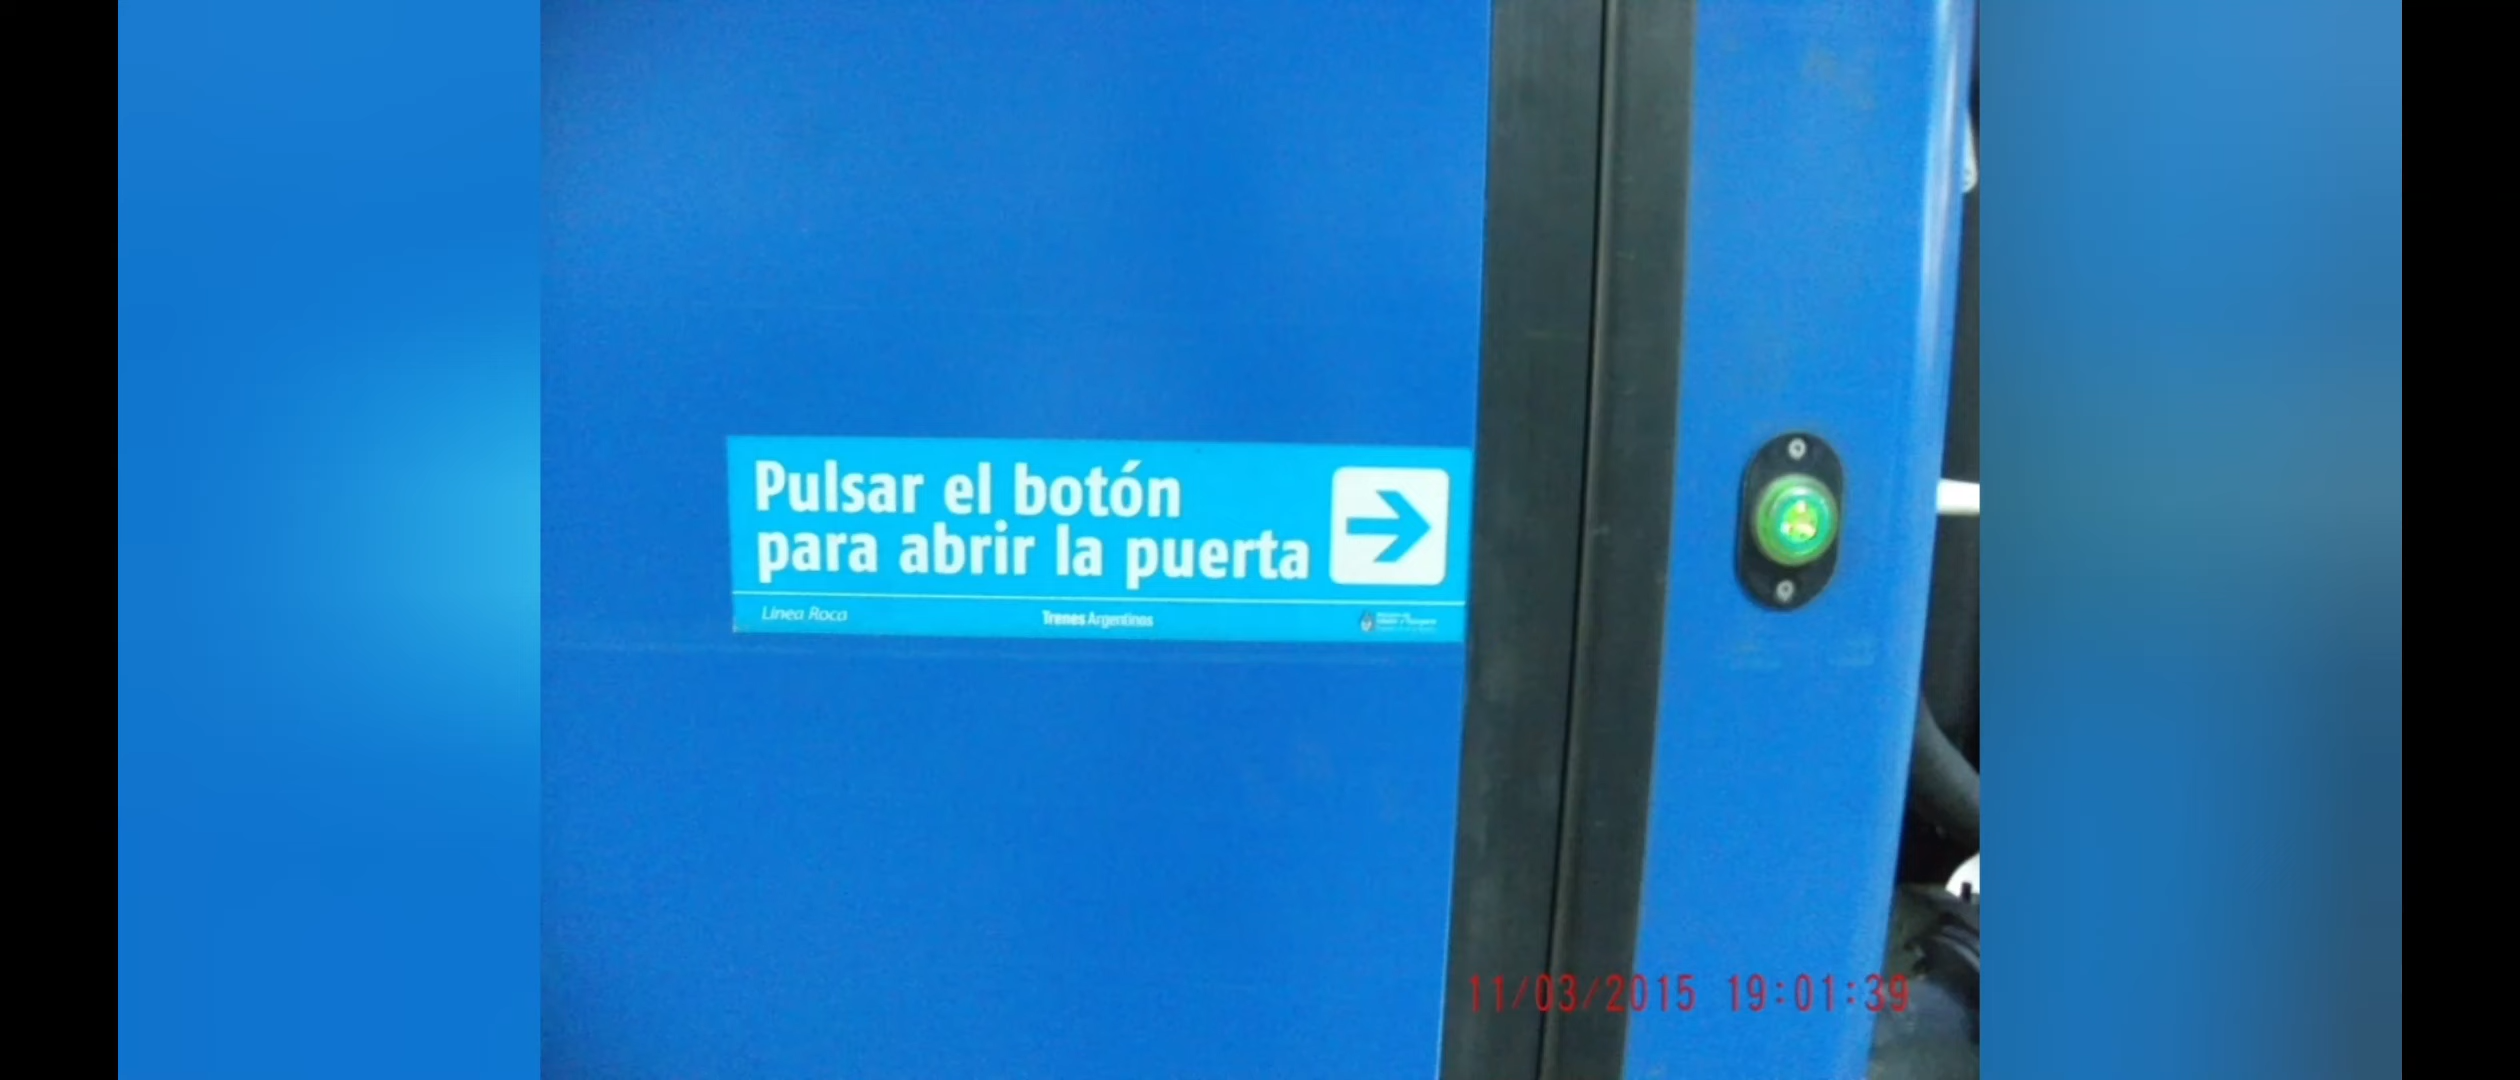 Pulsar el botón
para abrir la puerta
Línea Roca
Trenes Argentinos
11/03/2015 19:01:39